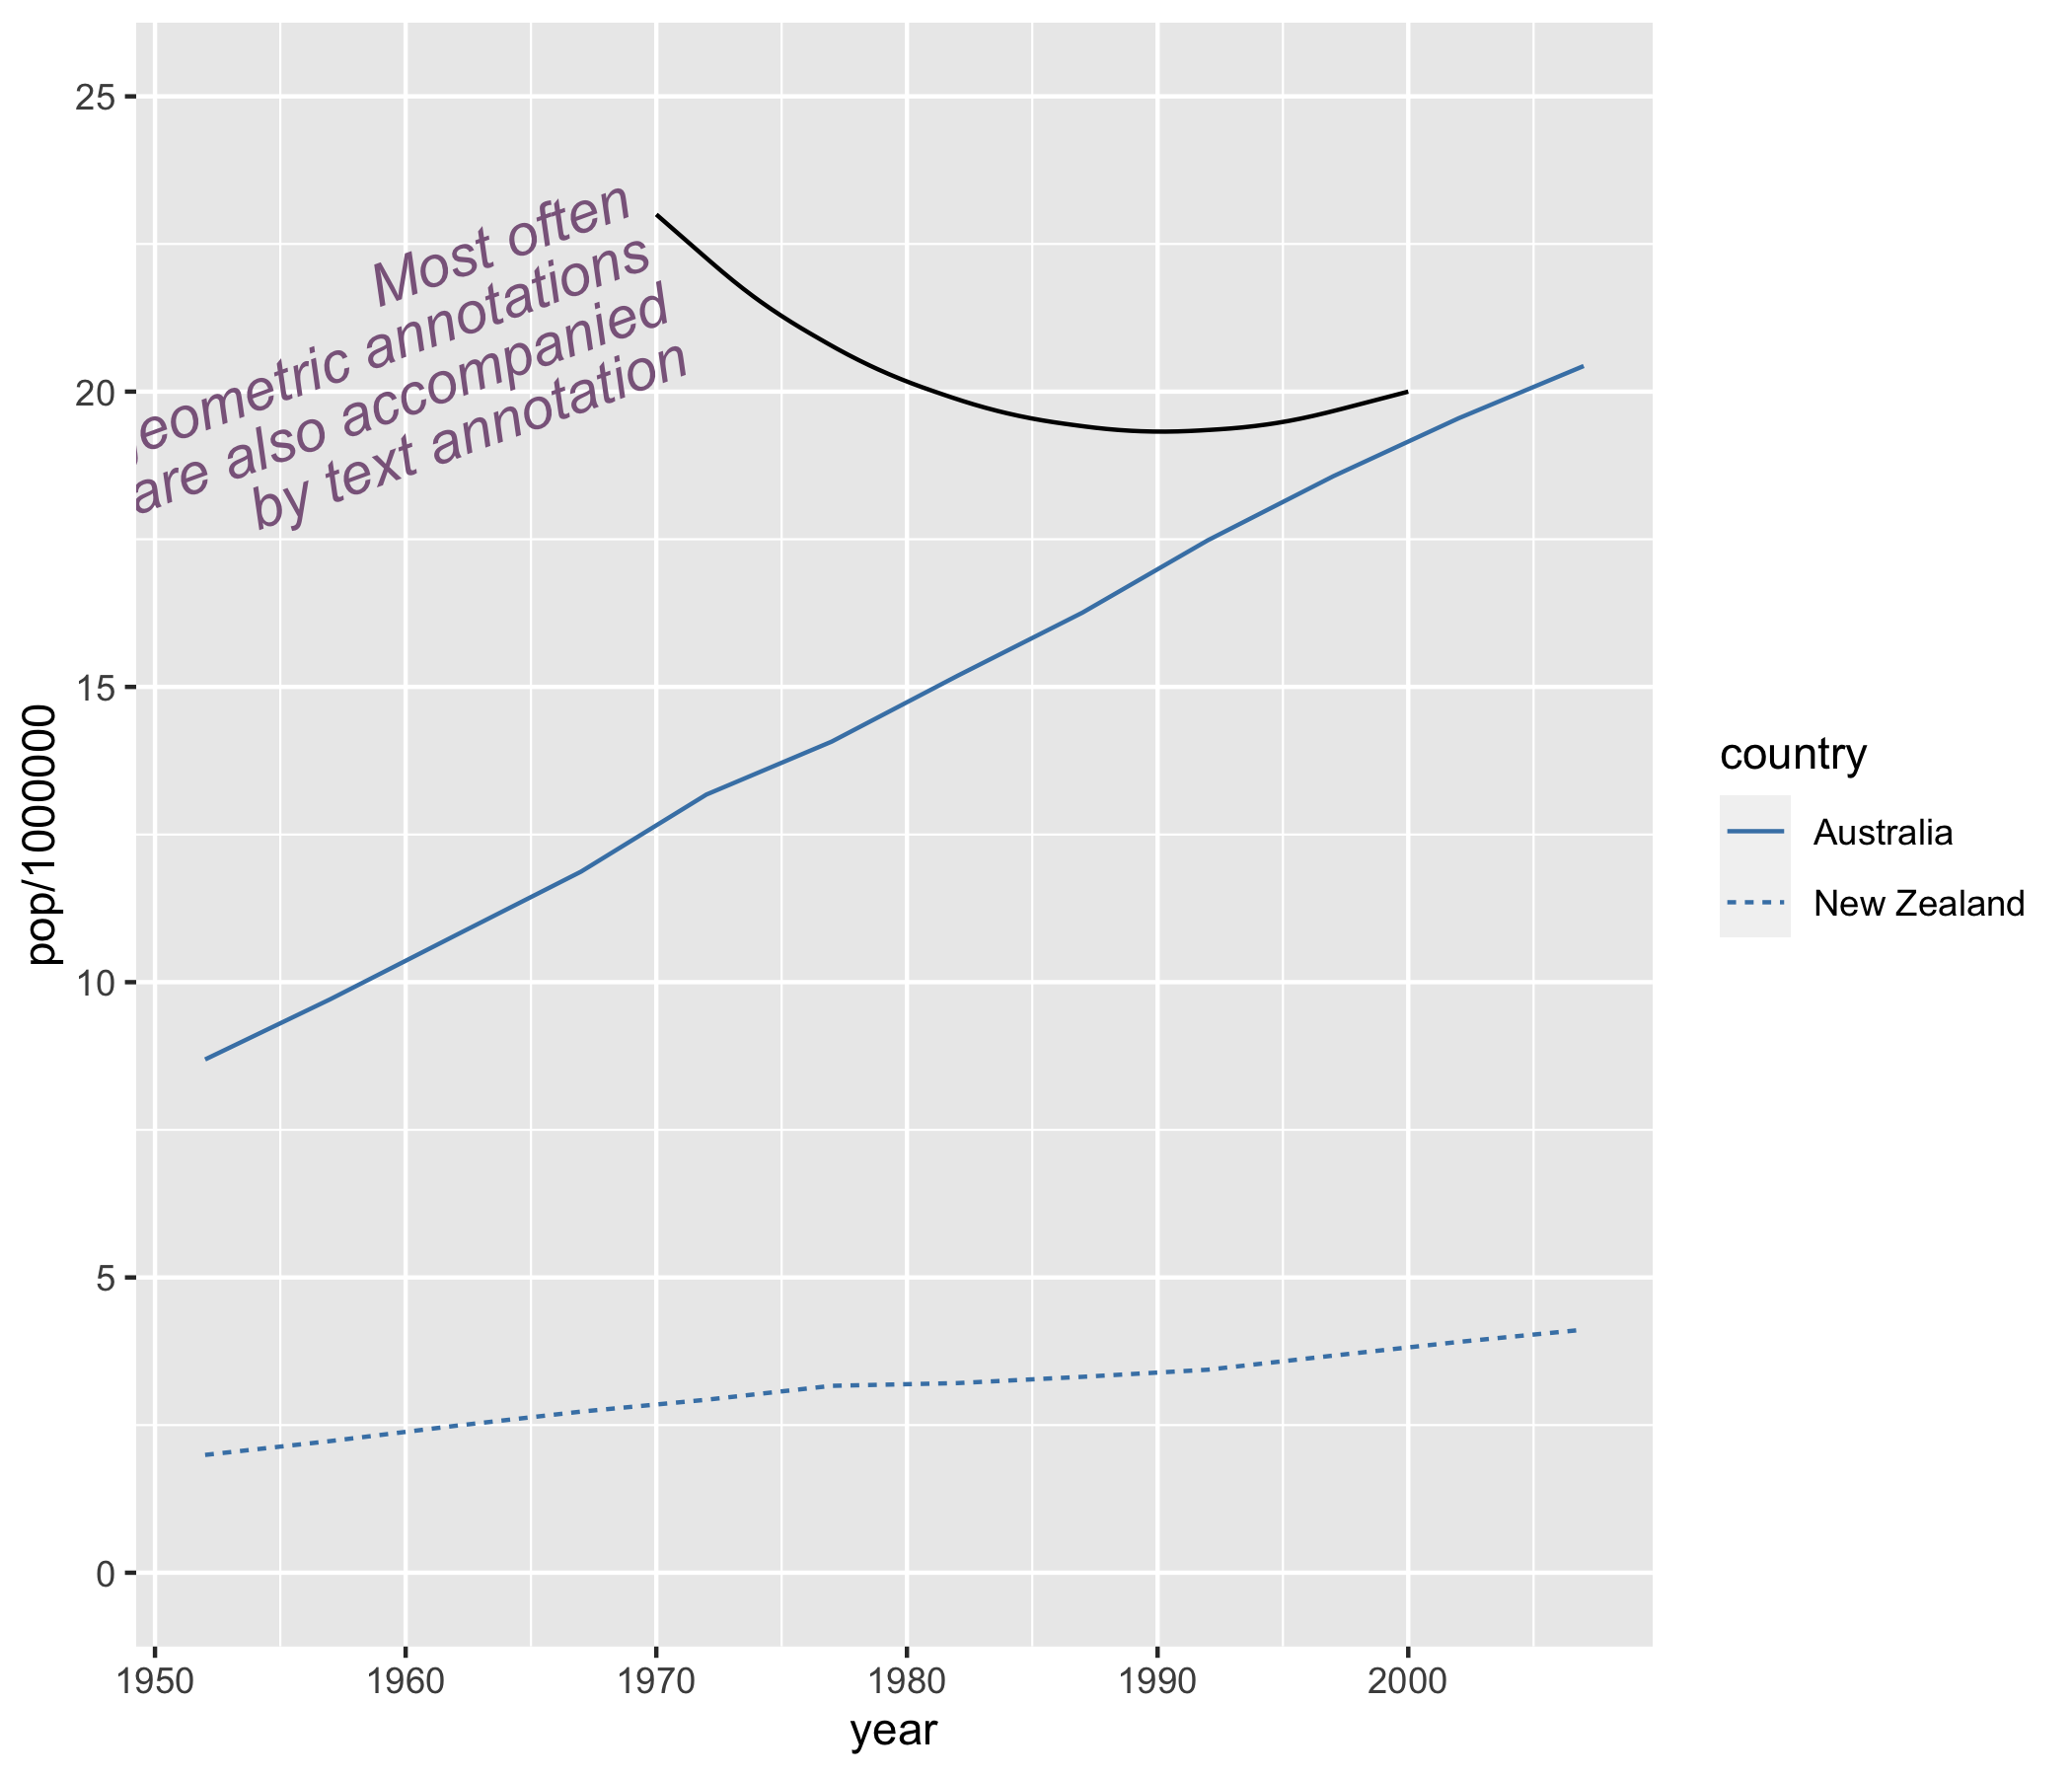 25
20
15
10
5
0
1950
1960
1970
1980
1990
2000
year
pop/1000000
Most often
eometric annotations
are also accompanied
by text annotation
country
Australia
New Zealand